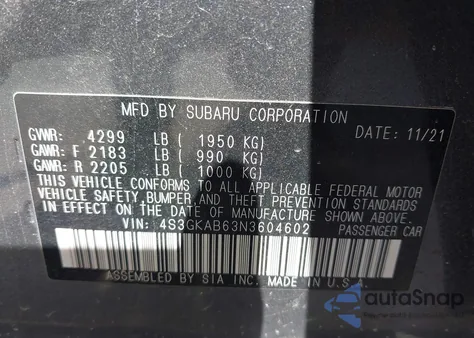 MFD BY SUBARU CORPORATION
GVWR: 4299 LB ( 1950 KG) DATE: 11/21
GAWR: F 2183 LB ( 990 KG)
GAWR: R 2205 LB ( 1000 KG)
THIS VEHICLE CONFORMS TO ALL APPLICABLE FEDERAL MOTOR
VEHICLE SAFETY, BUMPER, AND THEFT PREVENTION STANDARDS
IN EFFECT ON THE DATE OF MANUFACTURE SHOWN ABOVE.
VIN: 4S3GKAB63N3604602 PASSENGER CAR
ASSEMBLED BY SIA INC. MADE IN U.S.A.
autoSnap